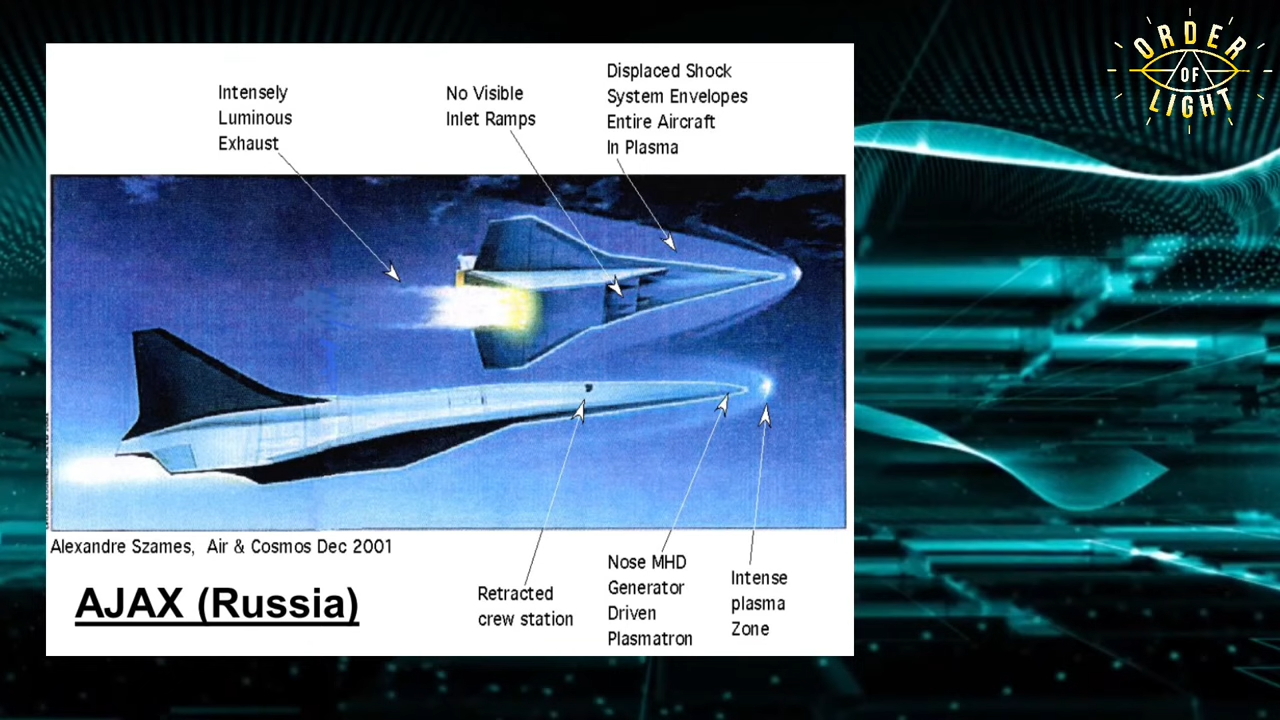 ORDER
OF
LIGHT
Intensely
Luminous
Exhaust
No Visible
Inlet Ramps
Displaced Shock
System Envelopes
Entire Aircraft
In Plasma
Alexandre Szames, Air & Cosmos Dec 2001
AJAX (Russia)
Retracted
crew station
Nose MHD
Generator
Driven
Plasmatron
Intense
plasma
Zone